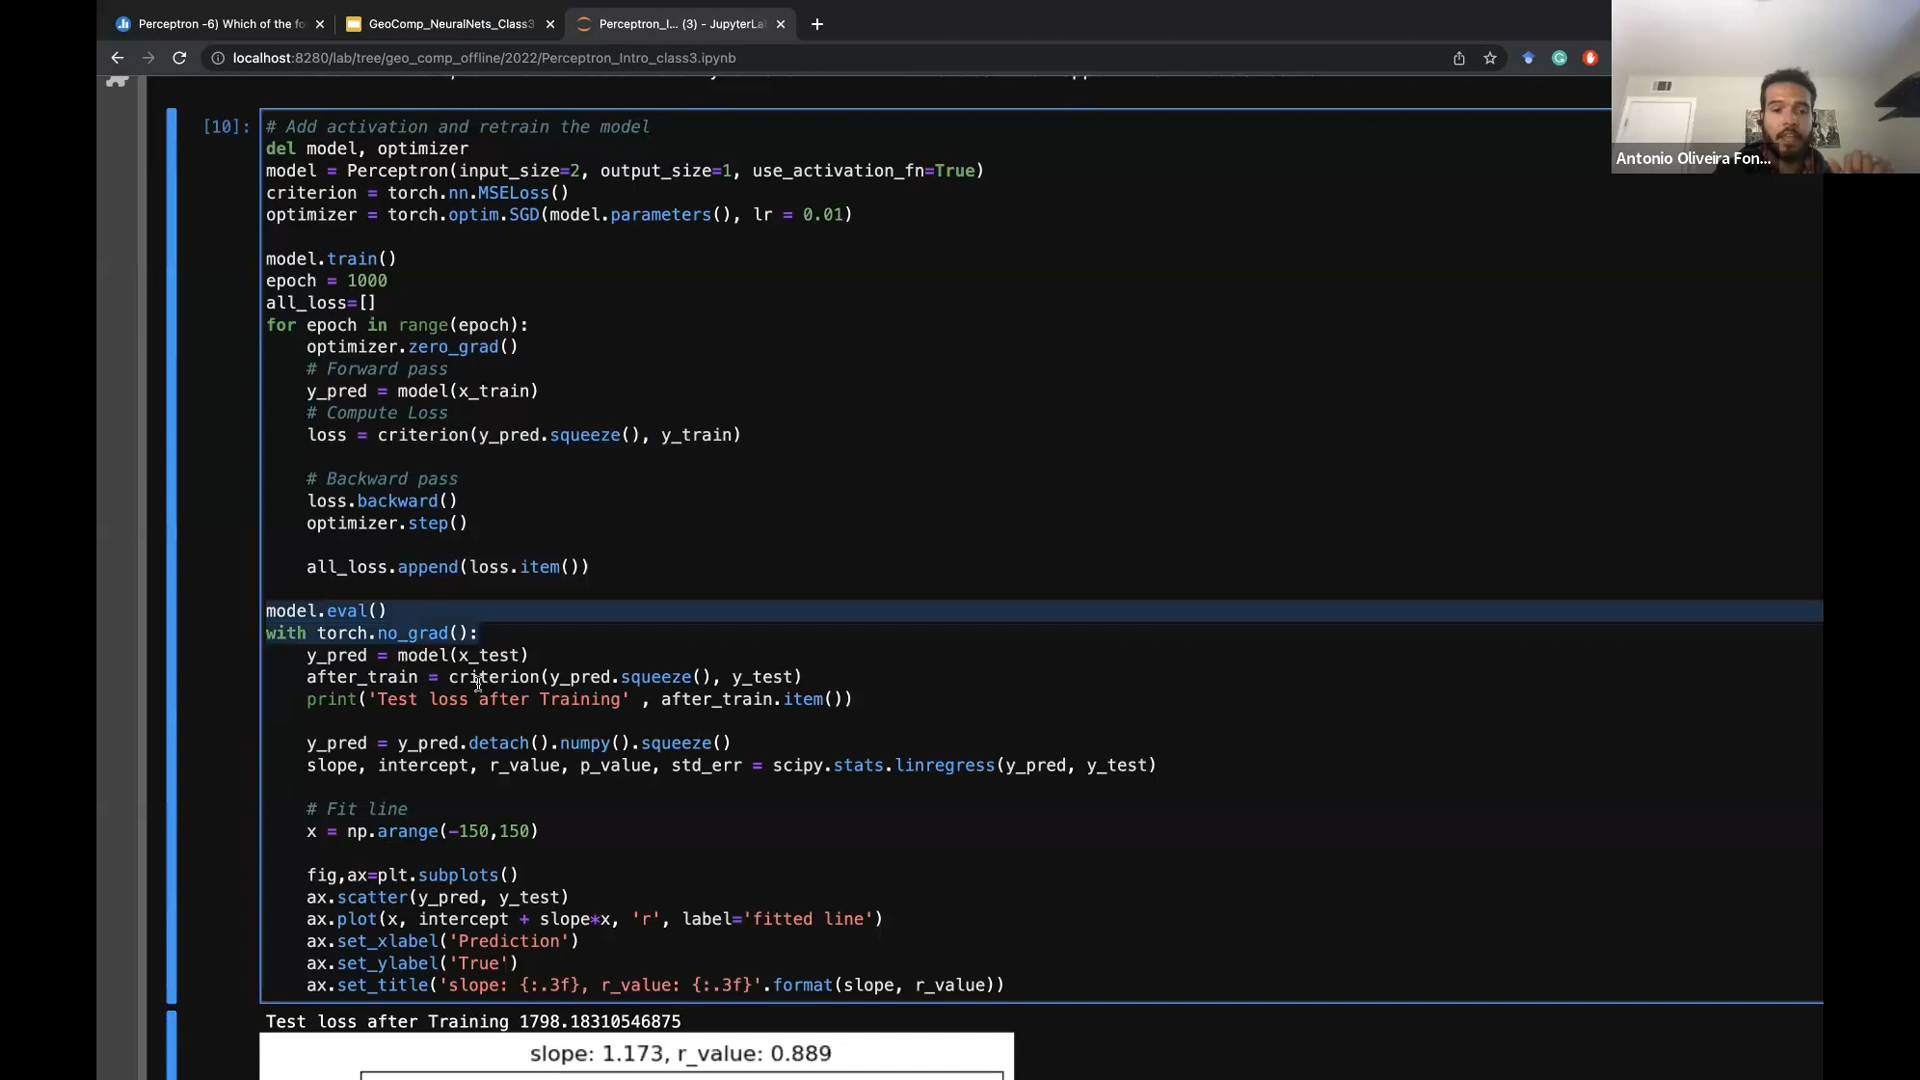 Perceptron -6) Which of the fo
GeoComp_NeuralNets_Class3
Perceptron_I... (3) - JupyterLa
localhost:8280/lab/tree/geo_comp_offline/2022/Perceptron_Intro_class3.ipynb
Antonio Oliveira Fon...
[10]:
# Add activation and retrain the model
del model, optimizer
model = Perceptron(input_size=2, output_size=1, use_activation_fn=True)
criterion = torch.nn.MSELoss()
optimizer = torch.optim.SGD(model.parameters(), lr = 0.01)
model.train()
epoch = 1000
all_loss=[]
for epoch in range(epoch):
optimizer.zero_grad()
# Forward pass
y_pred = model(x_train)
# Compute Loss
loss = criterion(y_pred.squeeze(), y_train)
# Backward pass
loss.backward()
optimizer.step()
all_loss.append(loss.item())
model.eval()
with torch.no_grad():
y_pred = model(x_test)
after_train = criterion(y_pred.squeeze(), y_test)
print('Test loss after Training' , after_train.item())
y_pred = y_pred.detach().numpy().squeeze()
slope, intercept, r_value, p_value, std_err = scipy.stats.linregress(y_pred, y_test)
# Fit line
x = np.arange(-150,150)
fig,ax=plt.subplots()
ax.scatter(y_pred, y_test)
ax.plot(x, intercept + slope*x, 'r', label='fitted line')
ax.set_xlabel('Prediction')
ax.set_ylabel('True')
ax.set_title('slope: {:.3f}, r_value: {:.3f}'.format(slope, r_value))
Test loss after Training 1798.18310546875
slope: 1.173, r_value: 0.889